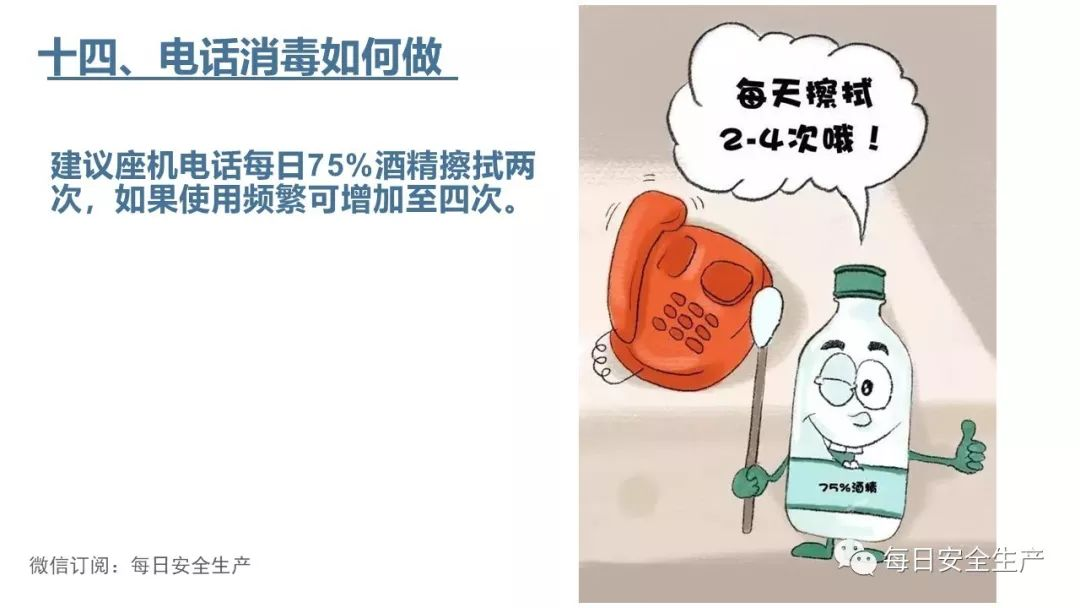 十四、电话消毒如何做
建议座机电话每日75%酒精擦拭两
次，如果使用频繁可增加至四次。
每天擦拭
2-4次哦！
75%酒精
微信订阅：每日安全生产
每日安全生产